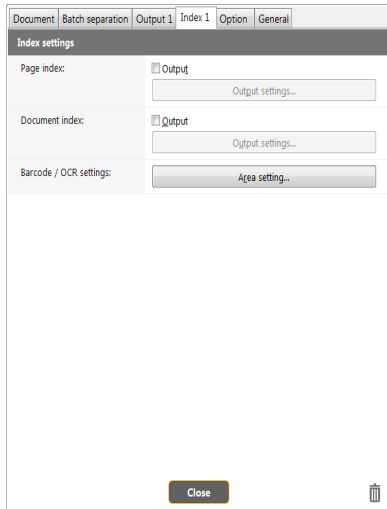 Document Batch separation Output 1 Index 1 Option General
Index settings
Page index: Output
Output settings...
Document index: Output
Output settings...
Barcode / OCR settings: Area setting...
Close